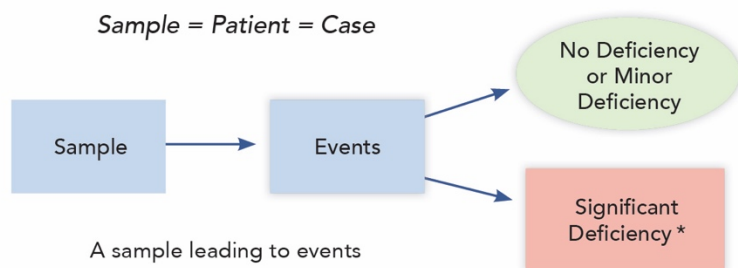 Sample = Patient = Case
No Deficiency
or Minor
Deficiency
Sample
Events
Significant
Deficiency *
A sample leading to events